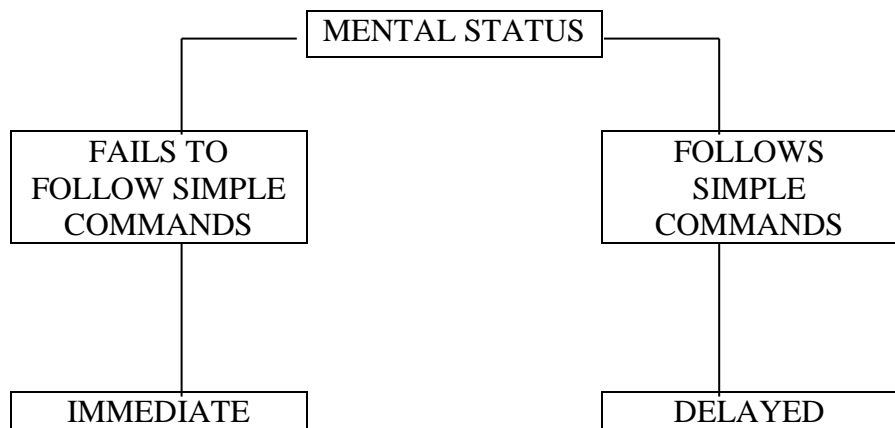 MENTAL STATUS
FAILS TO
FOLLOW SIMPLE
COMMANDS
FOLLOWS
SIMPLE
COMMANDS
IMMEDIATE
DELAYED